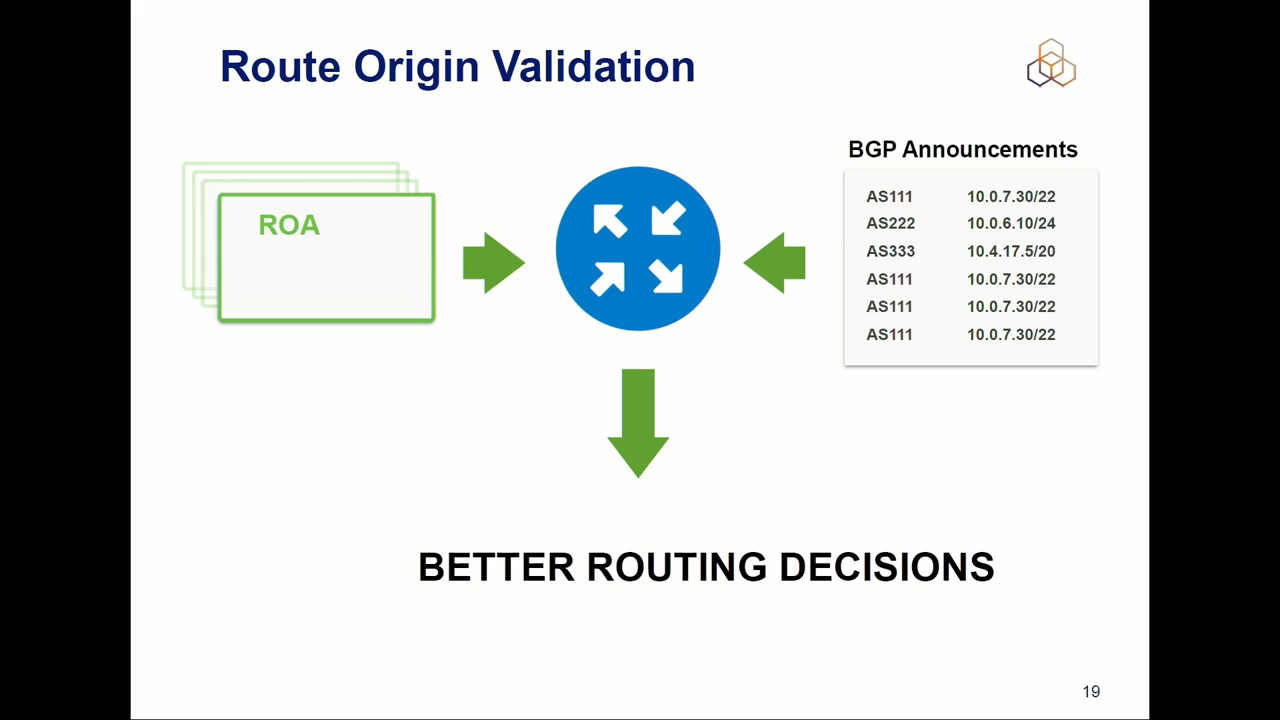 Route Origin Validation
ROA
BGP Announcements
AS111 10.0.7.30/22
AS222 10.0.6.10/24
AS333 10.4.17.5/20
AS111 10.0.7.30/22
AS111 10.0.7.30/22
AS111 10.0.7.30/22
BETTER ROUTING DECISIONS
19